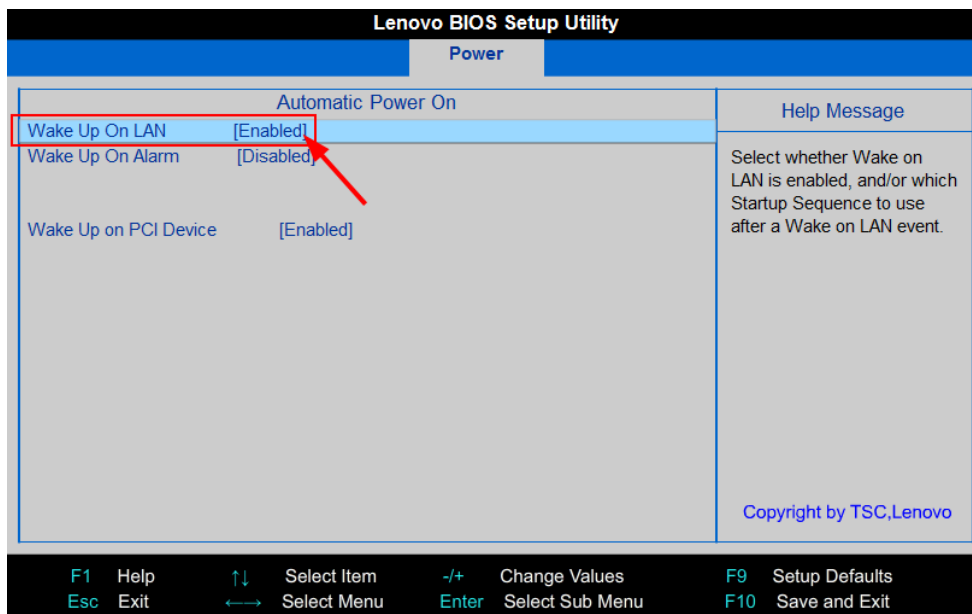 Lenovo BIOS Setup Utility
Power
Automatic Power On
Wake Up On LAN [Enabled]
Wake Up On Alarm [Disabled]
Wake Up on PCI Device [Enabled]
Help Message
Select whether Wake on
LAN is enabled, and/or which
Startup Sequence to use
after a Wake on LAN event.
Copyright by TSC,Lenovo
F1 Help ↑↓ Select Item -/+ Change Values F9 Setup Defaults
Esc Exit ←→ Select Menu Enter Select Sub Menu F10 Save and Exit